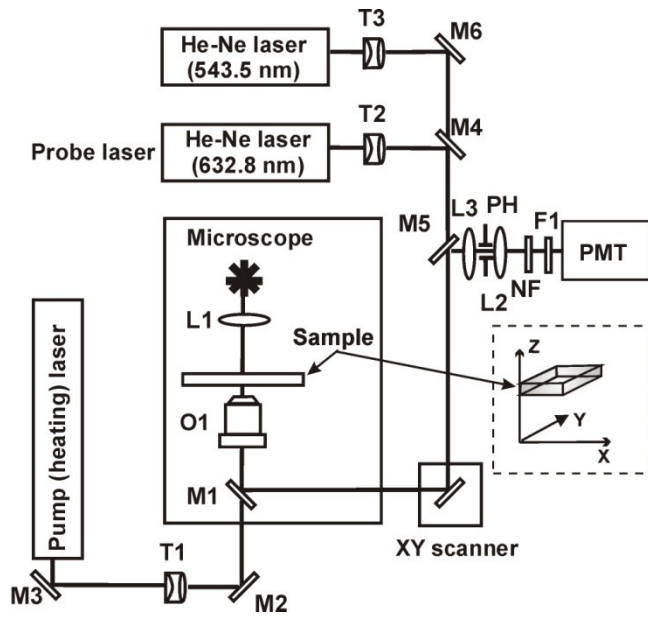 T3
M6
He-Ne laser
(543.5 nm)
T2
M4
Probe laser
He-Ne laser
(632.8 nm)
L3
PH
M5
F1
PMT
NF
L2
Microscope
L1
Sample
Z
Y
X
O1
M1
XY scanner
Pump (heating) laser
T1
M3
M2